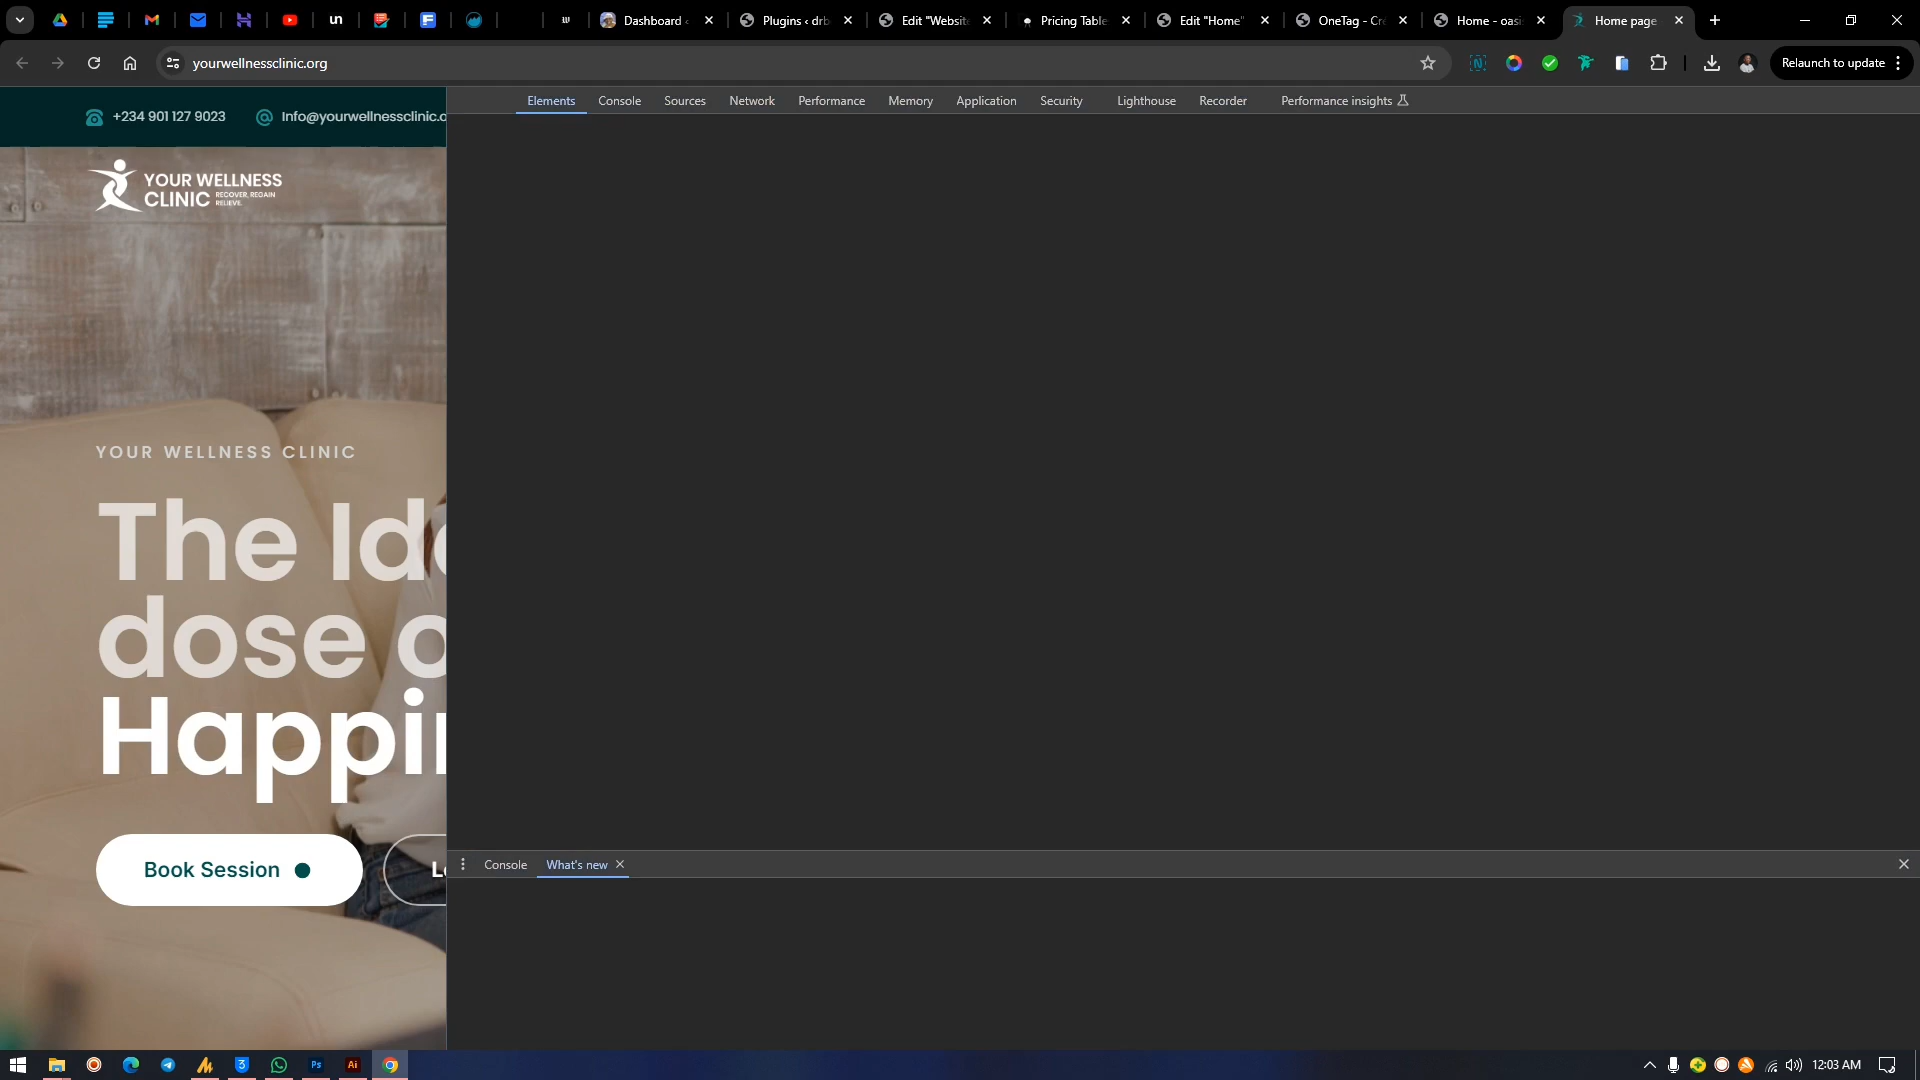 Dashboard
Plugins ‹ drb
Edit "Websit
Pricing Table
Edit "Home"
OneTag - Cr
Home - oasi
Home page
yourwellnessclinic.org
Relaunch to update
+234 901 127 9023
Info@yourwellnessclinic.o
Elements Console Sources Network Performance Memory Application Security Lighthouse Recorder Performance insights
YOUR WELLNESS
CLINIC
RECOVER, REGAIN
RELIEVE.
YOUR WELLNESS CLINIC
The Ide
dose o
Happin
Book Session
Le
Console What's new
12:03 AM